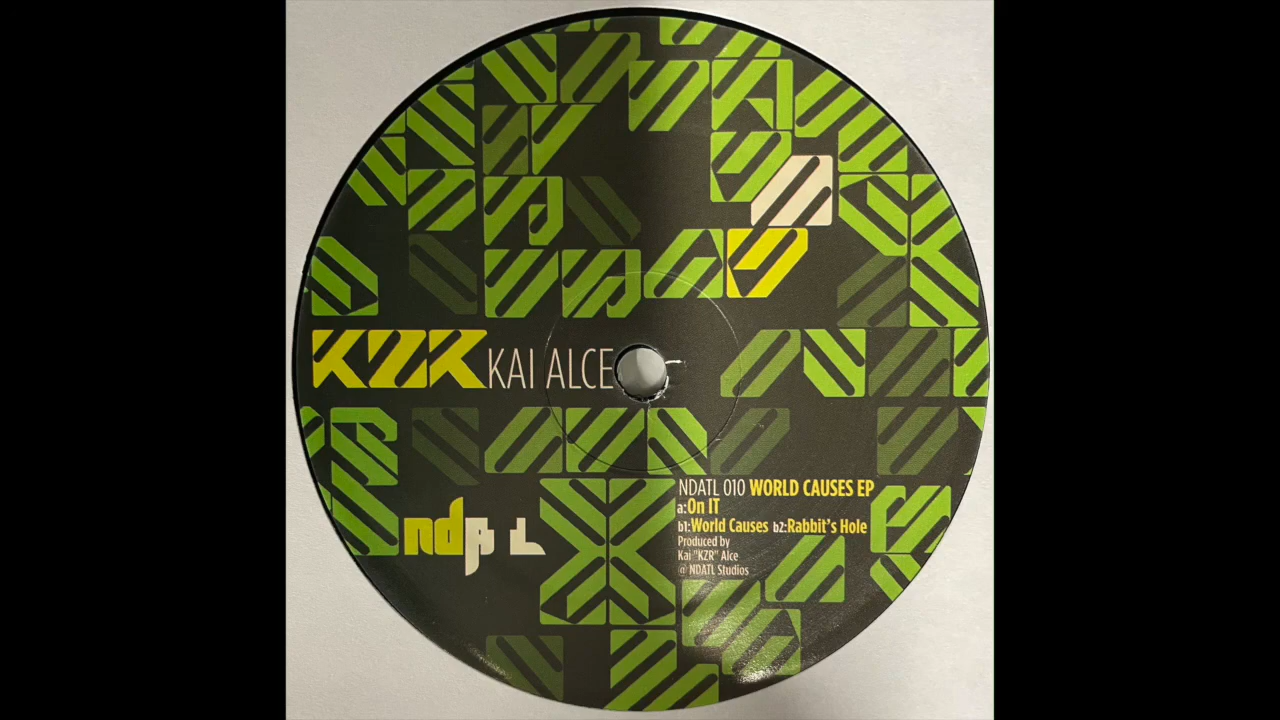 KZR KAI ALCE
NDATL 010 WORLD CAUSES EP
a:On IT
b1:World Causes b2:Rabbit's Hole
Produced by
Kai "KZR" Alce
@ NDATL Studios